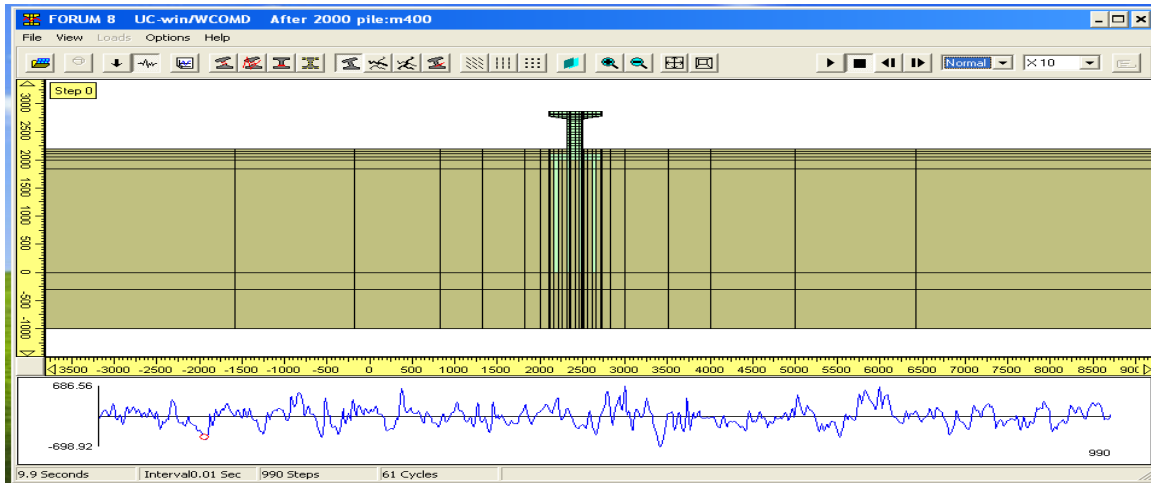 FORUM 8 UC-win/WCOMD After 2000 pile:m400
File View Loads Options Help
Normal X 10
Step 0
3000
2500
2000
1500
1000
500
0
-500
-1000
-3500 -3000 -2500 -2000 -1500 -1000 -500 0 500 1000 1500 2000 2500 3000 3500 4000 4500 5000 5500 6000 6500 7000 7500 8000 8500
686.56
-698.92
990
9.9 Seconds Interval0.01 Sec 990 Steps 61 Cycles